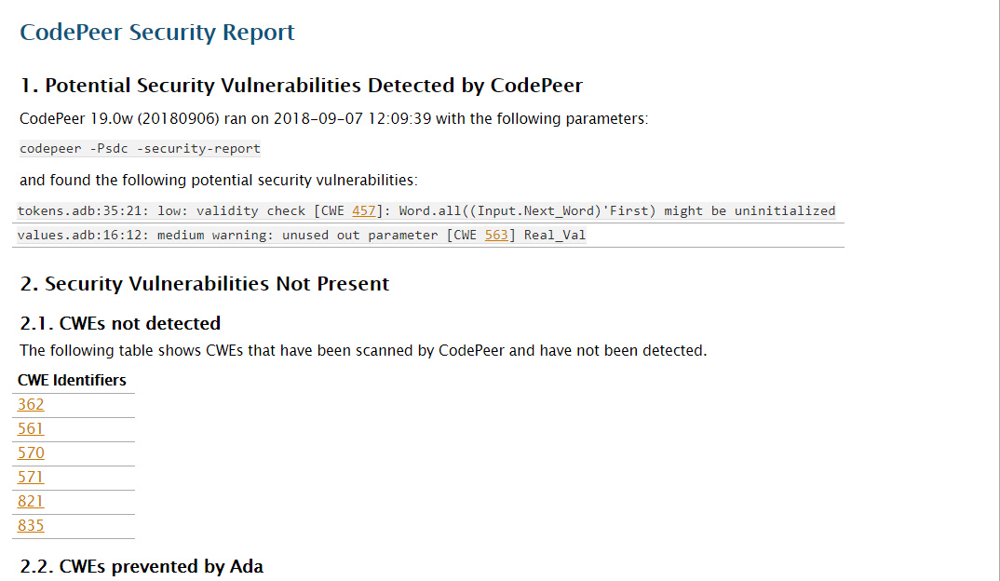 CodePeer Security Report
1. Potential Security Vulnerabilities Detected by CodePeer
CodePeer 19.0w (20180906) ran on 2018-09-07 12:09:39 with the following parameters:
codepeer -Psdc -security-report
and found the following potential security vulnerabilities:
tokens.adb:35:21: low: validity check [CWE 457]: Word.all((Input.Next_Word)'First) might be uninitialized
values.adb:16:12: medium warning: unused out parameter [CWE 563] Real_Val
2. Security Vulnerabilities Not Present
2.1. CWEs not detected
The following table shows CWEs that have been scanned by CodePeer and have not been detected.
CWE Identifiers
362
561
570
571
821
835
2.2. CWEs prevented by Ada